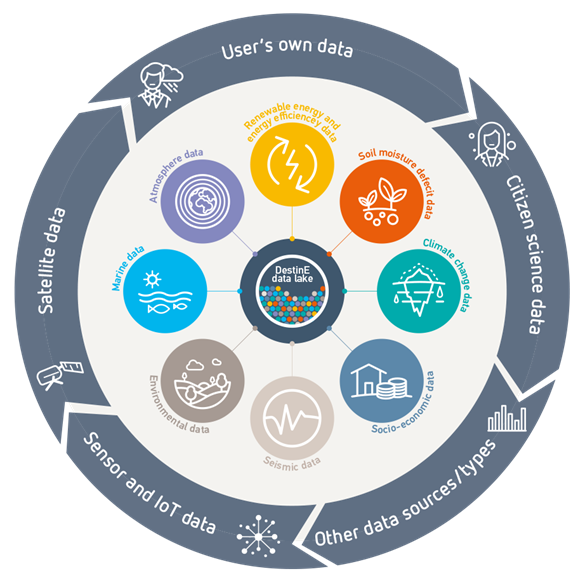 User's own data
Citizen science data
Other data sources/types
Sensor and IoT data
Satellite data
Renewable energy and
energy efficiencey data
Soil moisture defecit data
Climate change data
Socio-economic data
Seismic data
Environmental data
Marine data
Atmosphere data
DestinE
data lake